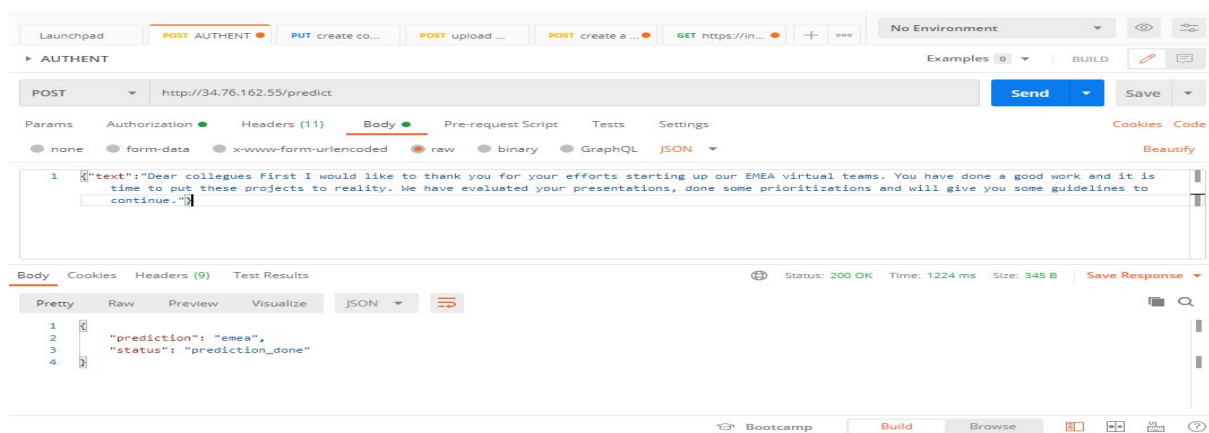 Launchpad POST AUTHENT PUT create co... POST upload ... POST create a ... GET https://in... + ooo No Environment
AUTHENT Examples 0 BUILD
POST http://34.76.162.55/predict Send Save
Params Authorization Headers (11) Body Pre-request Script Tests Settings Cookies Code
none form-data x-www-form-urlencoded raw binary GraphQL JSON Beautify
1 {"text":"Dear collegues First I would like to thank you for your efforts starting up our EMEA virtual teams. You have done a good work and it is
time to put these projects to reality. We have evaluated your presentations, done some prioritizations and will give you some guidelines to
continue."}
Body Cookies Headers (9) Test Results Status: 200 OK Time: 1224 ms Size: 345 B Save Response
Pretty Raw Preview Visualize JSON
1 {
2 "prediction": "emea",
3 "status": "prediction_done"
4 }
Bootcamp Build Browse